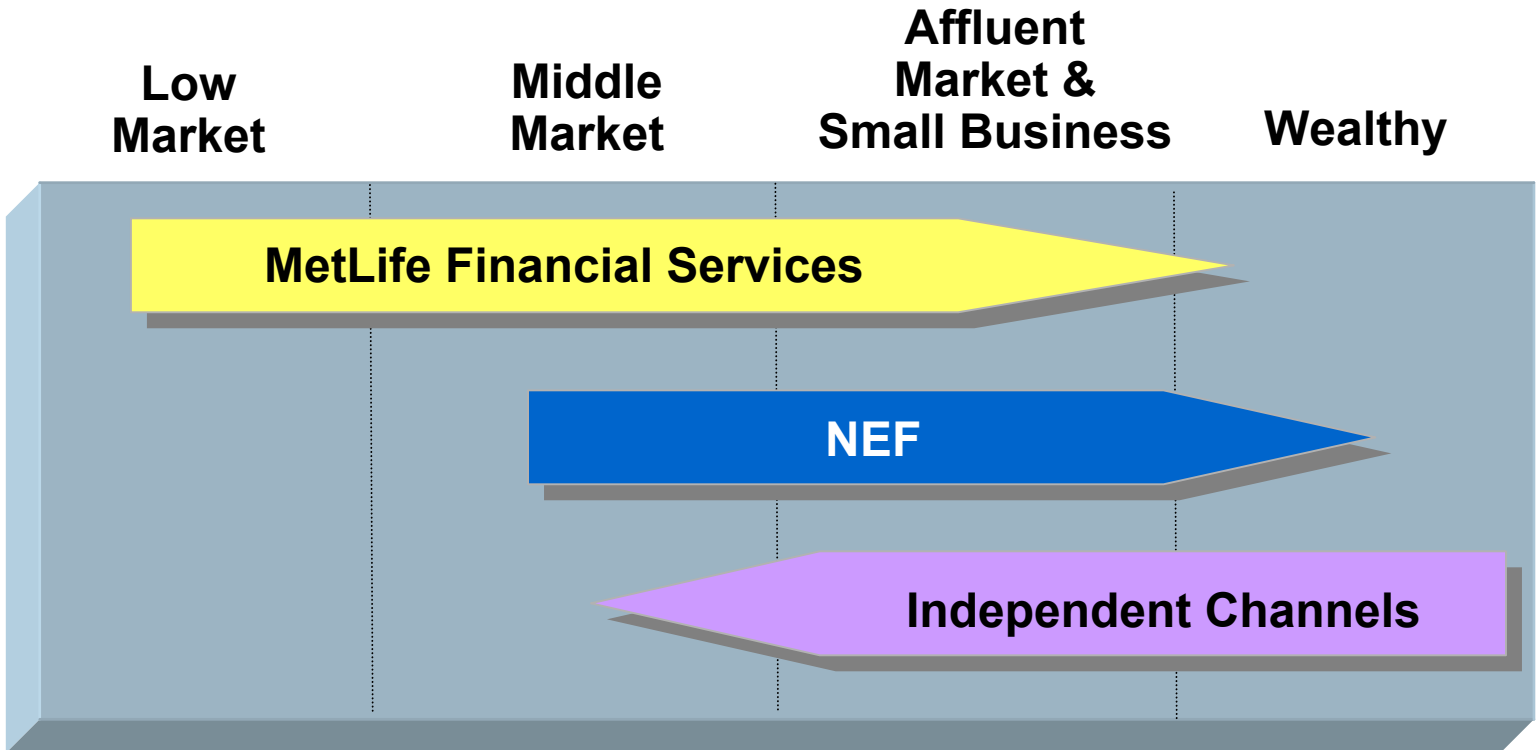 Low
Market
Middle
Market
Affluent
Market &
Small Business
Wealthy
MetLife Financial Services
NEF
Independent Channels